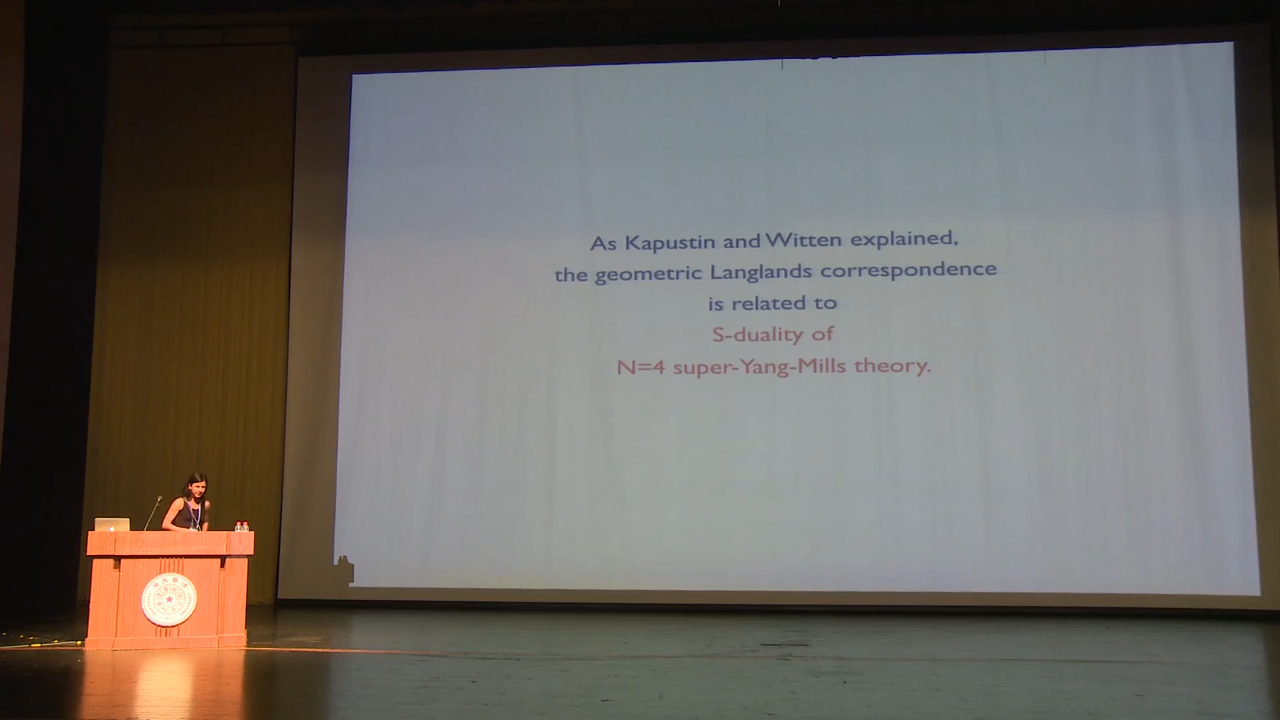 As Kapustin and Witten explained,
the geometric Langlands correspondence
is related to
S-duality of
N=4 super-Yang-Mills theory.